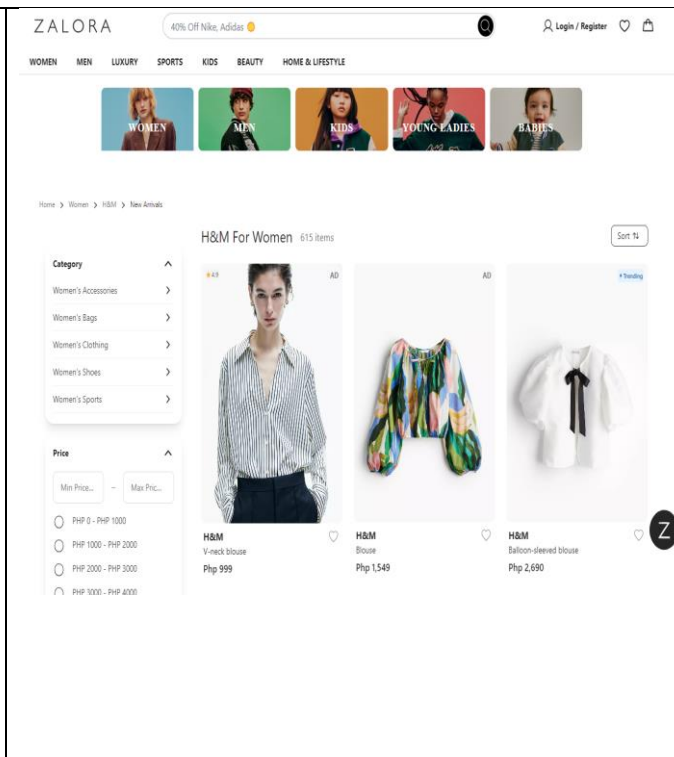 ZALORA
40% Off Nike, Adidas
Login / Register
WOMEN MEN LUXURY SPORTS KIDS BEAUTY HOME & LIFESTYLE
WOMEN MEN KIDS YOUNG LADIES BABIES
Home > Women > H&M > New Arrivals
H&M For Women 615 items
Sort
Category
Women's Accessories
Women's Bags
Women's Clothing
Women's Shoes
Women's Sports
Price
Min Price... – Max Pric...
PHP 0 - PHP 1000
PHP 1000 - PHP 2000
PHP 2000 - PHP 3000
PHP 3000 - PHP 4000
4.9
AD
H&M
V-neck blouse
Php 999
AD
H&M
Blouse
Php 1,549
Trending
H&M
Balloon-sleeved blouse
Php 2,690
Z